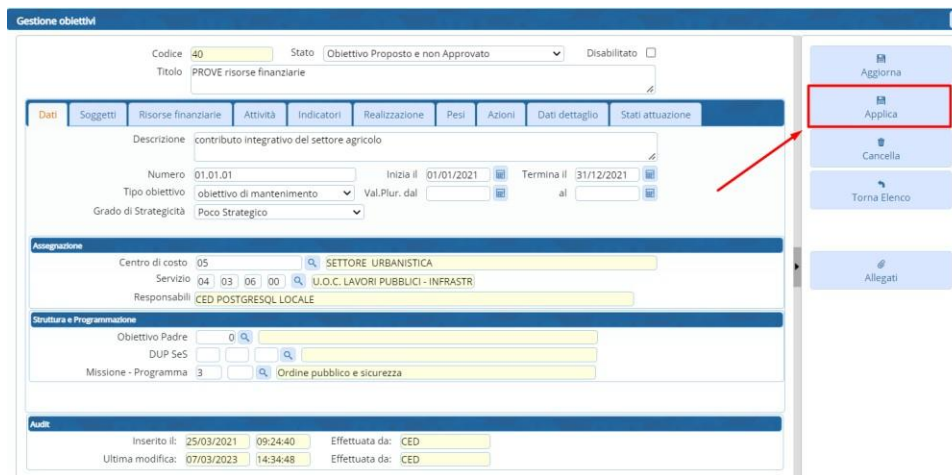 Gestione obiettivi
Codice 40 Stato Obiettivo Proposto e non Approvato Disabilitato
Titolo PROVE risorse finanziarie
Dati Soggetti Risorse finanziarie Attività Indicatori Realizzazione Pesi Azioni Dati dettaglio Stati attuazione
Descrizione contributo integrativo del settore agricolo
Numero 01.01.01 Inizia il 01/01/2021 Termina il 31/12/2021
Tipo obiettivo obiettivo di mantenimento Val.Plur. dal al
Grado di Strategicità Poco Strategico
Assegnazione
Centro di costo 05 SETTORE URBANISTICA
Servizio 04 03 06 00 U.O.C. LAVORI PUBBLICI - INFRASTR
Responsabili CED POSTGRESQL LOCALE
Struttura e Programmazione
Obiettivo Padre 0
DUP SeS
Missione - Programma 3 Ordine pubblico e sicurezza
Audit
Inserito il: 25/03/2021 09:24:40 Effettuata da: CED
Ultima modifica: 07/03/2023 14:34:48 Effettuata da: CED
Aggiorna
Applica
Cancella
Torna Elenco
Allegati